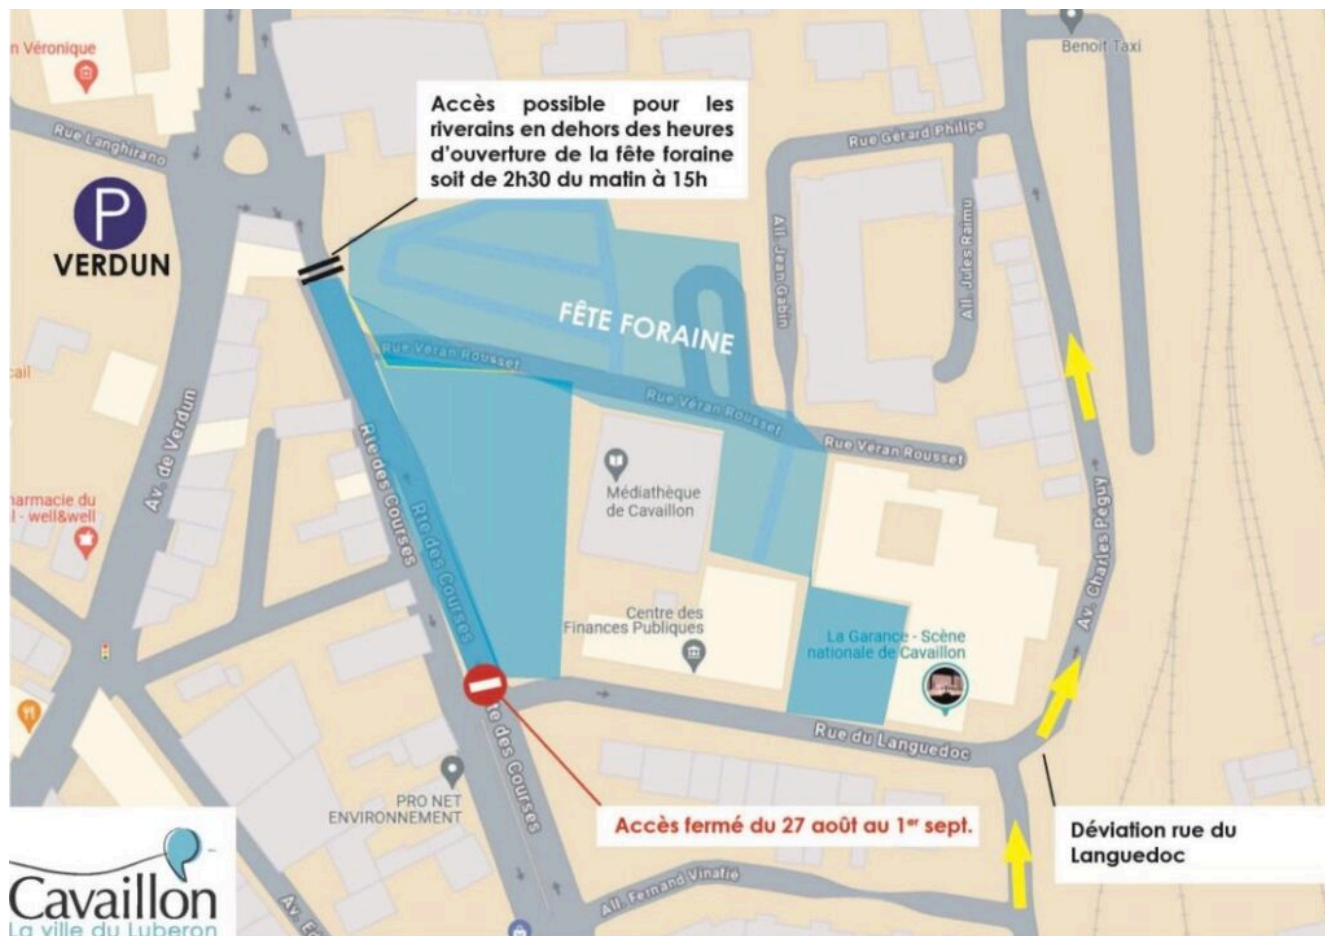 n Véronique
Benoit Taxi
Accès possible pour les
riverains en dehors des heures
d'ouverture de la fête foraine
soit de 2h30 du matin à 15h
Rue Langhirano
Rue Gérard Philipe
P
VERDUN
All. Jean Gabin
All. Jules Raimu
FÊTE FORAINE
Rue Véran Rousset
Rue Véran Rousset
Rue Véran Rousset
cail
Av. de Verdun
Rte des Courses
Rte des Courses
Médiathèque
de Cavaillon
harmacie du
l - well&well
Av. Charles Peguy
Centre des
Finances Publiques
La Garance - Scène
nationale de Cavaillon
Rte des Courses
Rue du Languedoc
PRO NET
ENVIRONNEMENT
Accès fermé du 27 août au 1er sept.
Déviation rue du
Languedoc
All. Fernand Vinatié
Cavaillon
La ville du Luberon